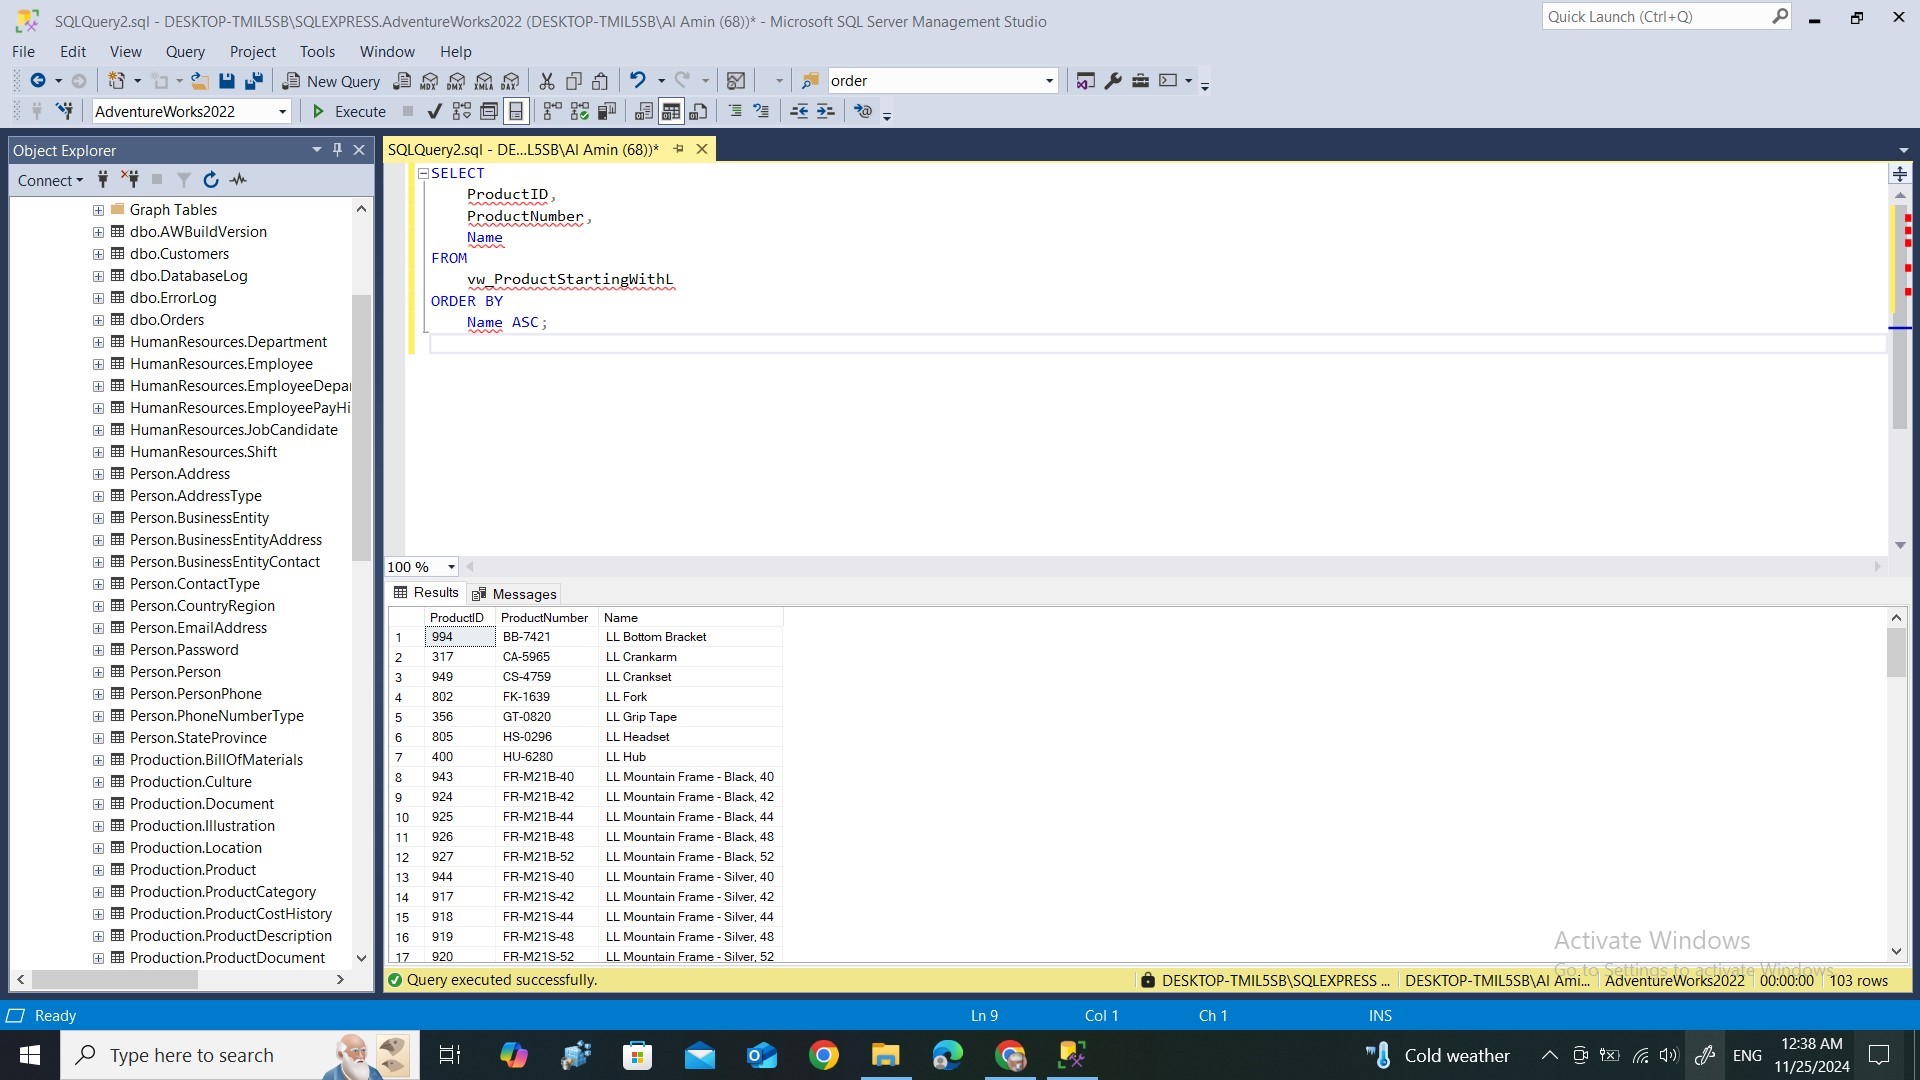 SQLQuery2.sql - DESKTOP-TMIL5SB\SQLEXPRESS.AdventureWorks2022 (DESKTOP-TMIL5SB\Al Amin (68))* - Microsoft SQL Server Management Studio
Quick Launch (Ctrl+Q)
File Edit View Query Project Tools Window Help
New Query MDX DMX XMLA DAX order
AdventureWorks2022 Execute
Object Explorer
Connect
Graph Tables
dbo.AWBuildVersion
dbo.Customers
dbo.DatabaseLog
dbo.ErrorLog
dbo.Orders
HumanResources.Department
HumanResources.Employee
HumanResources.EmployeeDepar
HumanResources.EmployeePayHi
HumanResources.JobCandidate
HumanResources.Shift
Person.Address
Person.AddressType
Person.BusinessEntity
Person.BusinessEntityAddress
Person.BusinessEntityContact
Person.ContactType
Person.CountryRegion
Person.EmailAddress
Person.Password
Person.Person
Person.PersonPhone
Person.PhoneNumberType
Person.StateProvince
Production.BillOfMaterials
Production.Culture
Production.Document
Production.Illustration
Production.Location
Production.Product
Production.ProductCategory
Production.ProductCostHistory
Production.ProductDescription
Production.ProductDocument
SQLQuery2.sql - DE...L5SB\Al Amin (68))*
SELECT
ProductID,
ProductNumber,
Name
FROM
vw_ProductStartingWithL
ORDER BY
Name ASC;
100 %
Results Messages
ProductID ProductNumber Name
1 994 BB-7421 LL Bottom Bracket
2 317 CA-5965 LL Crankarm
3 949 CS-4759 LL Crankset
4 802 FK-1639 LL Fork
5 356 GT-0820 LL Grip Tape
6 805 HS-0296 LL Headset
7 400 HU-6280 LL Hub
8 943 FR-M21B-40 LL Mountain Frame - Black, 40
9 924 FR-M21B-42 LL Mountain Frame - Black, 42
10 925 FR-M21B-44 LL Mountain Frame - Black, 44
11 926 FR-M21B-48 LL Mountain Frame - Black, 48
12 927 FR-M21B-52 LL Mountain Frame - Black, 52
13 944 FR-M21S-40 LL Mountain Frame - Silver, 40
14 917 FR-M21S-42 LL Mountain Frame - Silver, 42
15 918 FR-M21S-44 LL Mountain Frame - Silver, 44
16 919 FR-M21S-48 LL Mountain Frame - Silver, 48
17 920 FR-M21S-52 LL Mountain Frame - Silver, 52
Activate Windows
Go to Settings to activate Windows.
Query executed successfully. DESKTOP-TMIL5SB\SQLEXPRESS ... DESKTOP-TMIL5SB\Al Ami... AdventureWorks2022 00:00:00 103 rows
Ready Ln 9 Col 1 Ch 1 INS
Type here to search Cold weather ENG 12:38 AM
11/25/2024